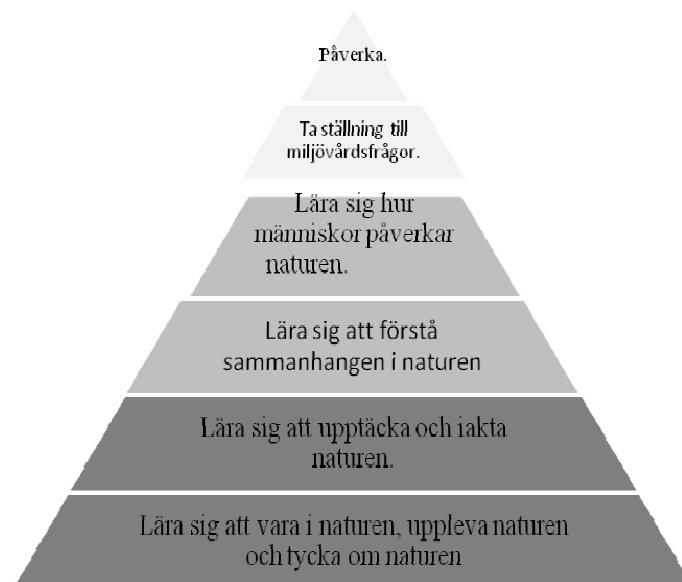 Påverka.
Ta ställning till
miljövårdsfrågor.
Lära sig hur
människor påverkar
naturen.
Lära sig att förstå
sammanhangen i naturen
Lära sig att upptäcka och iakta
naturen.
Lära sig att vara i naturen, uppleva naturen
och tycka om naturen